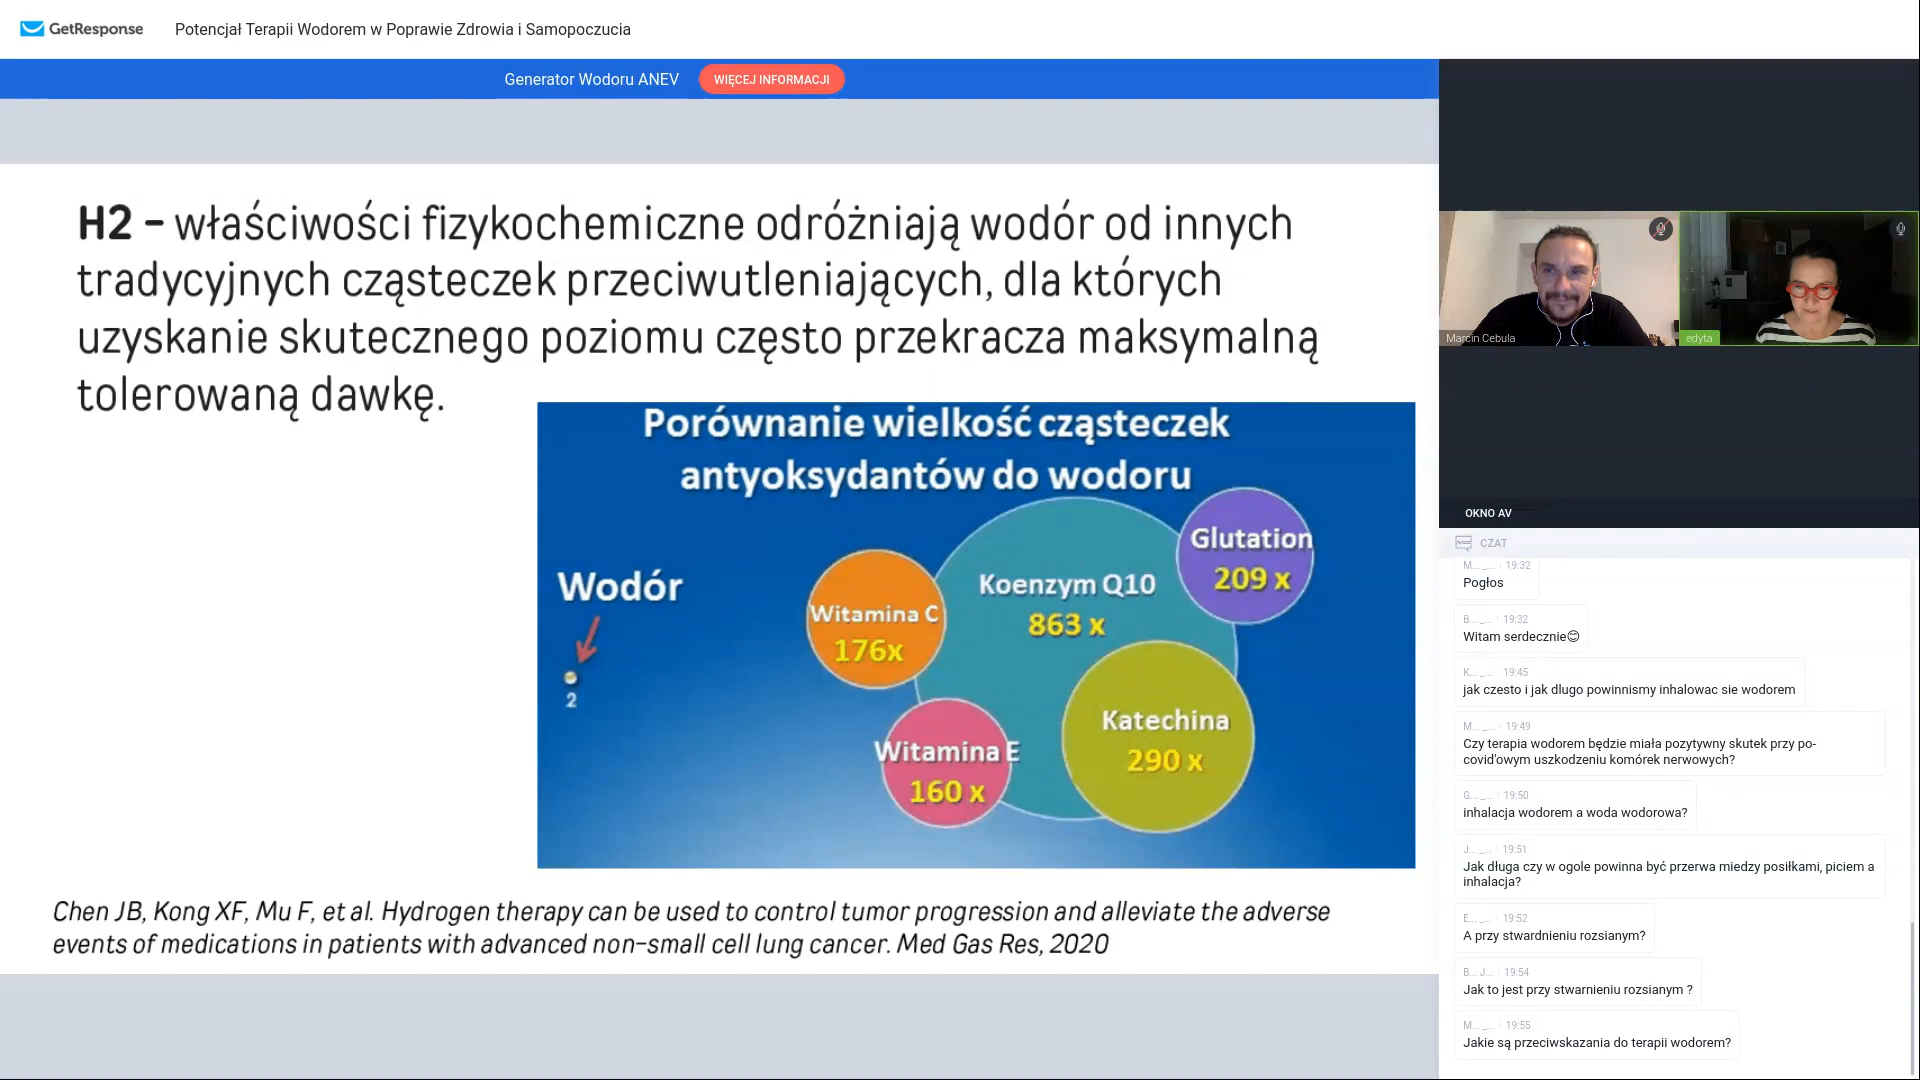 GetResponse
Potencjał Terapii Wodorem w Poprawie Zdrowia i Samopoczucia
Generator Wodoru ANEV
WIĘCEJ INFORMACJI
H2 – właściwości fizykochemiczne odróżniają wodór od innych
tradycyjnych cząsteczek przeciwutleniających, dla których
uzyskanie skutecznego poziomu często przekracza maksymalną
tolerowaną dawkę.
Porównanie wielkość cząsteczek
antyoksydantów do wodoru
Wodór
2
Witamina C
176x
Koenzym Q10
863 x
Glutation
209 x
Witamina E
160 x
Katechina
290 x
Chen JB, Kong XF, Mu F, et al. Hydrogen therapy can be used to control tumor progression and alleviate the adverse
events of medications in patients with advanced non-small cell lung cancer. Med Gas Res, 2020
Marcin Cebula
edyta
OKNO AV
CZAT
M... _... 19:32
Pogłos
B... _... 19:32
Witam serdecznie😊
K... _... 19:45
jak czesto i jak dlugo powinnismy inhalowac sie wodorem
M... _... 19:49
Czy terapia wodorem będzie miała pozytywny skutek przy po-
covid'owym uszkodzeniu komórek nerwowych?
G... _... 19:50
inhalacja wodorem a woda wodorowa?
J... _... 19:51
Jak długa czy w ogole powinna być przerwa miedzy posiłkami, piciem a
inhalacja?
E... _... 19:52
A przy stwardnieniu rozsianym?
B... J... 19:54
Jak to jest przy stwarnieniu rozsianym ?
M... _... 19:55
Jakie są przeciwskazania do terapii wodorem?